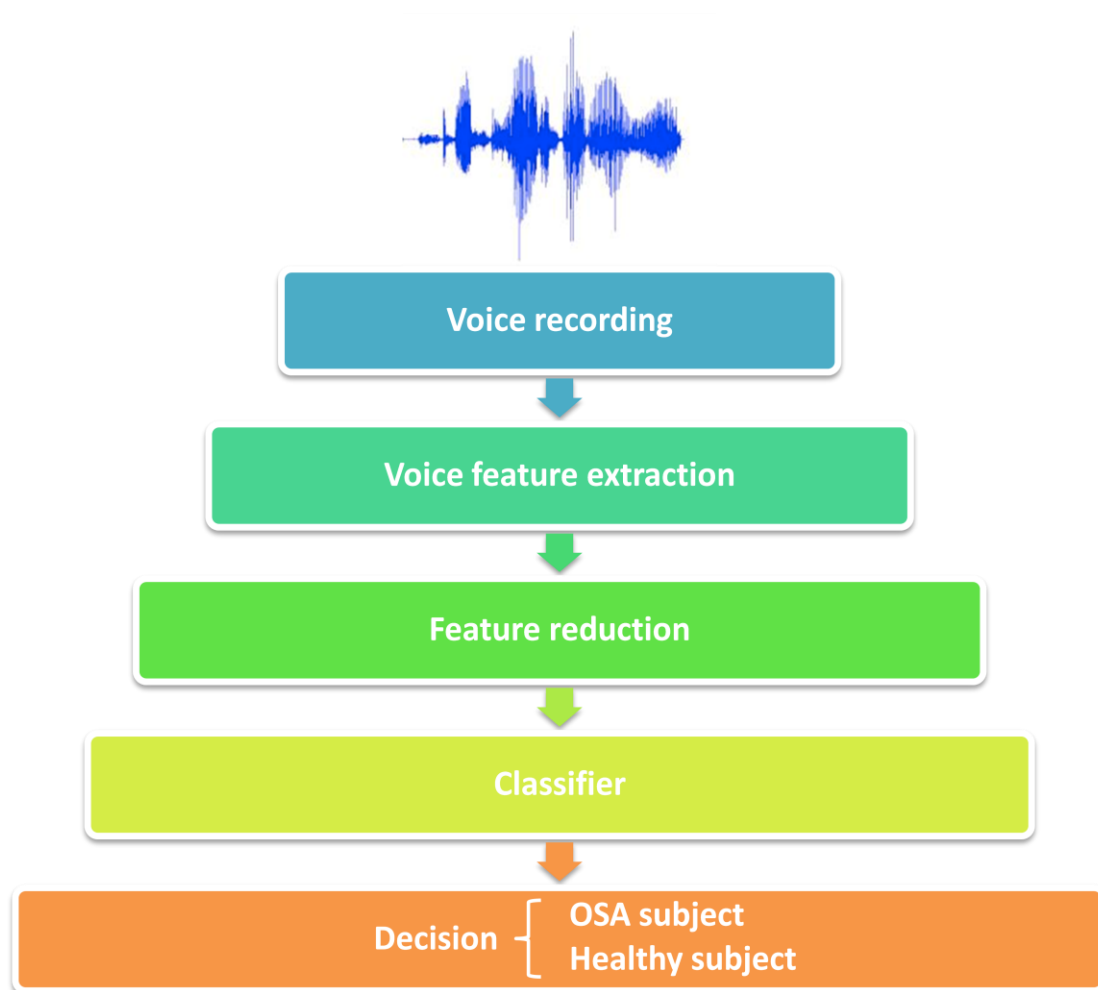 Voice recording
Voice feature extraction
Feature reduction
Classifier
Decision
OSA subject
Healthy subject